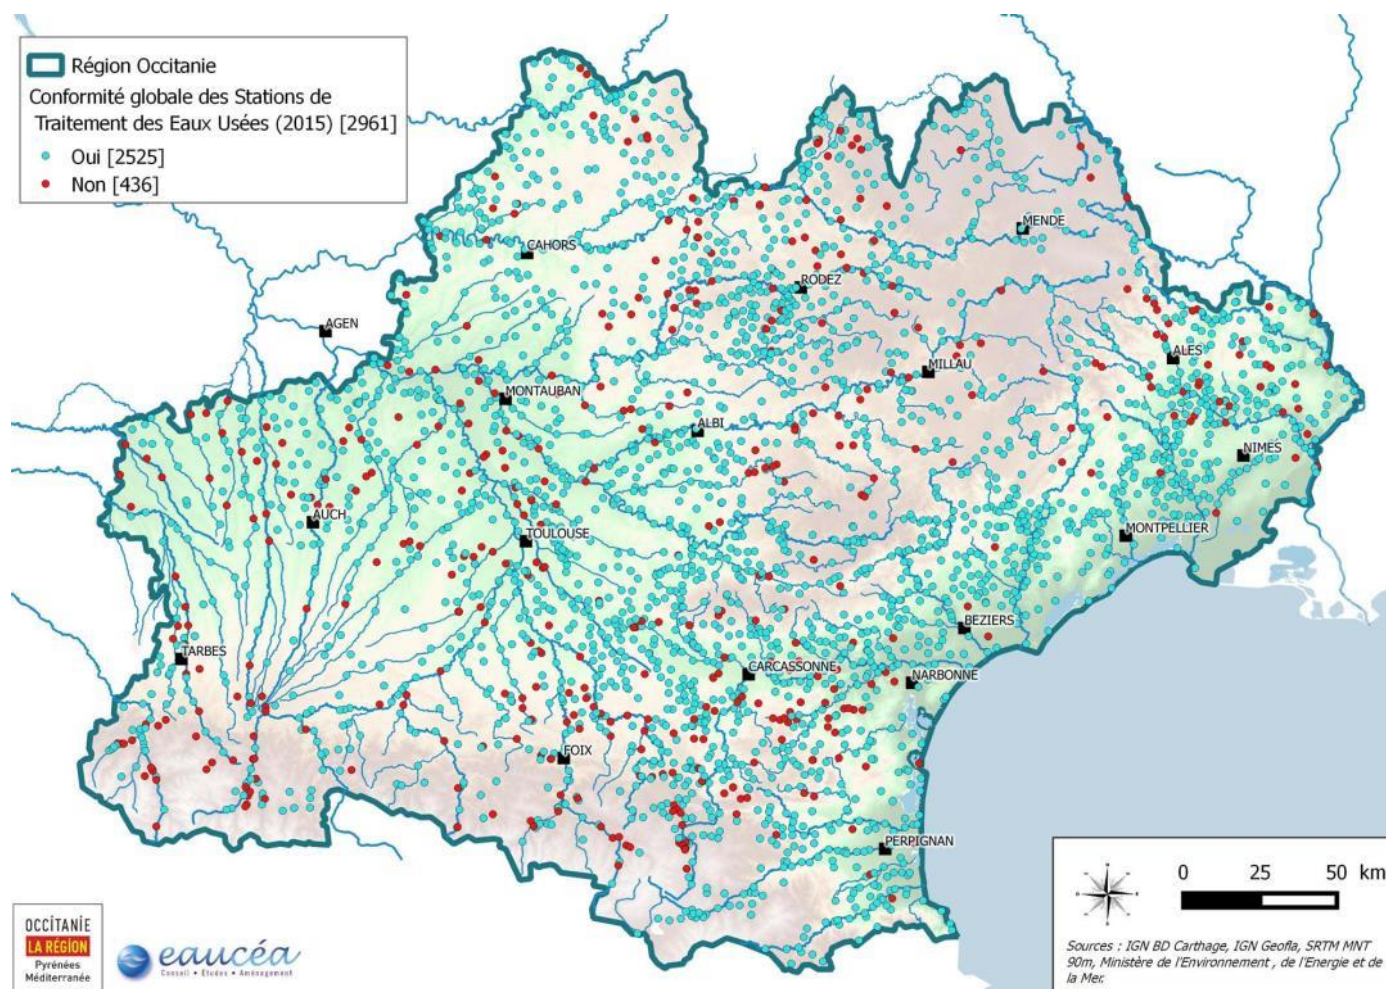 Région Occitanie
Conformité globale des Stations de
Traitement des Eaux Usées (2015) [2961]
Oui [2525]
Non [436]
MENDE
CAHORS
RODEZ
AGEN
ALES
MILLAU
MONTAUBAN
ALBI
NIMES
AUCH
MONTPELLIER
TOULOUSE
BEZIERS
TARBES
CARCASSONNE
NARBONNE
FOIX
PERPIGNAN
0 25 50 km
OCCITANIE
LA RÉGION
Pyrénées
Méditerranée
eaucéa
Conseil • Études • Aménagement
Sources : IGN BD Carthage, IGN Geofla, SRTM MNT
90m, Ministère de l'Environnement , de l'Energie et de
la Mer.